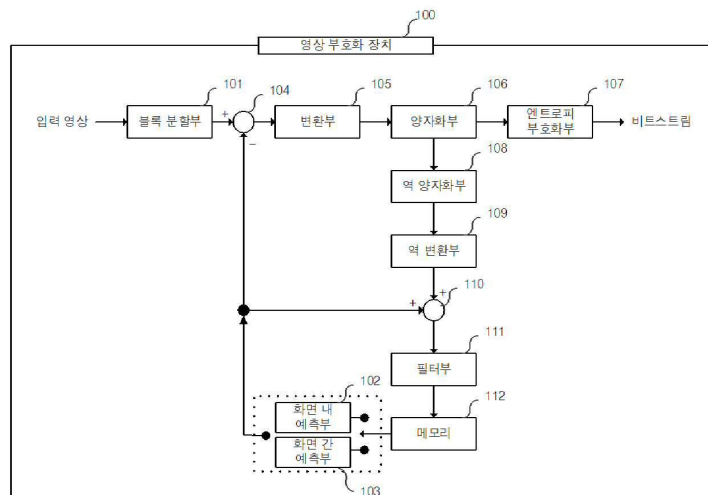 100
영상 부호화 장치
101
104
105
106
107
입력 영상
블록 분할부
+
−
변환부
양자화부
엔트로피
부호화부
비트스트림
108
역 양자화부
109
역 변환부
+
+
110
111
필터부
102
화면 내
예측부
112
메모리
화면 간
예측부
103